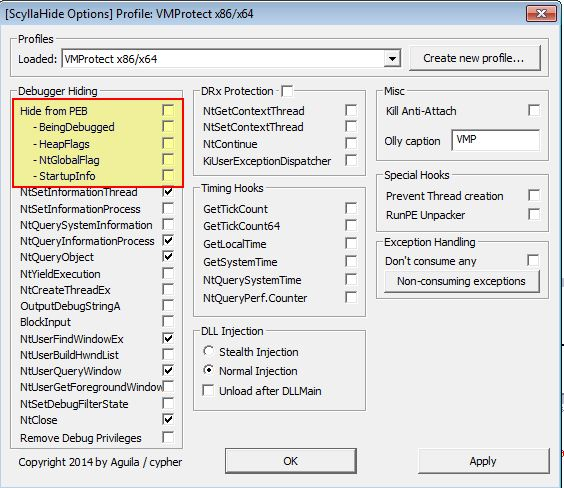 [ScyllaHide Options] Profile: VMProtect x86/x64
Profiles
Loaded: VMProtect x86/x64 Create new profile...
Debugger Hiding
Hide from PEB
- BeingDebugged
- HeapFlags
- NtGlobalFlag
- StartupInfo
NtSetInformationThread
NtSetInformationProcess
NtQuerySystemInformation
NtQueryInformationProcess
NtQueryObject
NtYieldExecution
NtCreateThreadEx
OutputDebugStringA
BlockInput
NtUserFindWindowEx
NtUserBuildHwndList
NtUserQueryWindow
NtUserGetForegroundWindow
NtSetDebugFilterState
NtClose
Remove Debug Privileges
DRx Protection
NtGetContextThread
NtSetContextThread
NtContinue
KiUserExceptionDispatcher
Timing Hooks
GetTickCount
GetTickCount64
GetLocalTime
GetSystemTime
NtQuerySystemTime
NtQueryPerf.Counter
DLL Injection
Stealth Injection
Normal Injection
Unload after DLLMain
Misc
Kill Anti-Attach
Olly caption VMP
Special Hooks
Prevent Thread creation
RunPE Unpacker
Exception Handling
Don't consume any
Non-consuming exceptions
Copyright 2014 by Aguila / cypher
OK
Apply